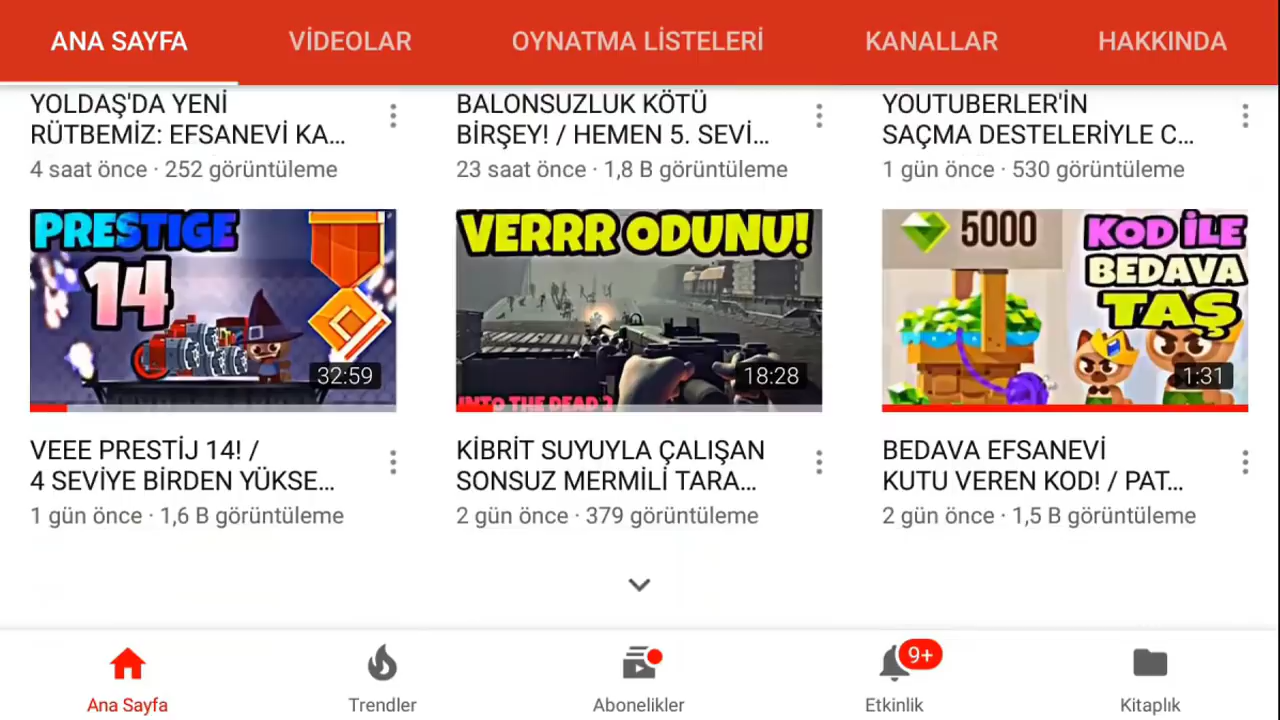 ANA SAYFA
VİDEOLAR
OYNATMA LİSTELERİ
KANALLAR
HAKKINDA
YOLDAŞ'DA YENİ
RÜTBEMİZ: EFSANEVİ KA...
4 saat önce · 252 görüntüleme
BALONSUZLUK KÖTÜ
BİRŞEY! / HEMEN 5. SEVİ...
23 saat önce · 1,8 B görüntüleme
YOUTUBERLER'İN
SAÇMA DESTELERİYLE C...
1 gün önce · 530 görüntüleme
PRESTIGE
14
32:59
VERRR ODUNU!
INTO THE DEAD 2
18:28
5000
KOD İLE
BEDAVA
TAŞ
1:31
VEEE PRESTİJ 14! /
4 SEVİYE BİRDEN YÜKSE...
1 gün önce · 1,6 B görüntüleme
KİBRİT SUYUYLA ÇALIŞAN
SONSUZ MERMİLİ TARA...
2 gün önce · 379 görüntüleme
BEDAVA EFSANEVİ
KUTU VEREN KOD! / PAT...
2 gün önce · 1,5 B görüntüleme
Ana Sayfa
Trendler
Abonelikler
9+
Etkinlik
Kitaplık